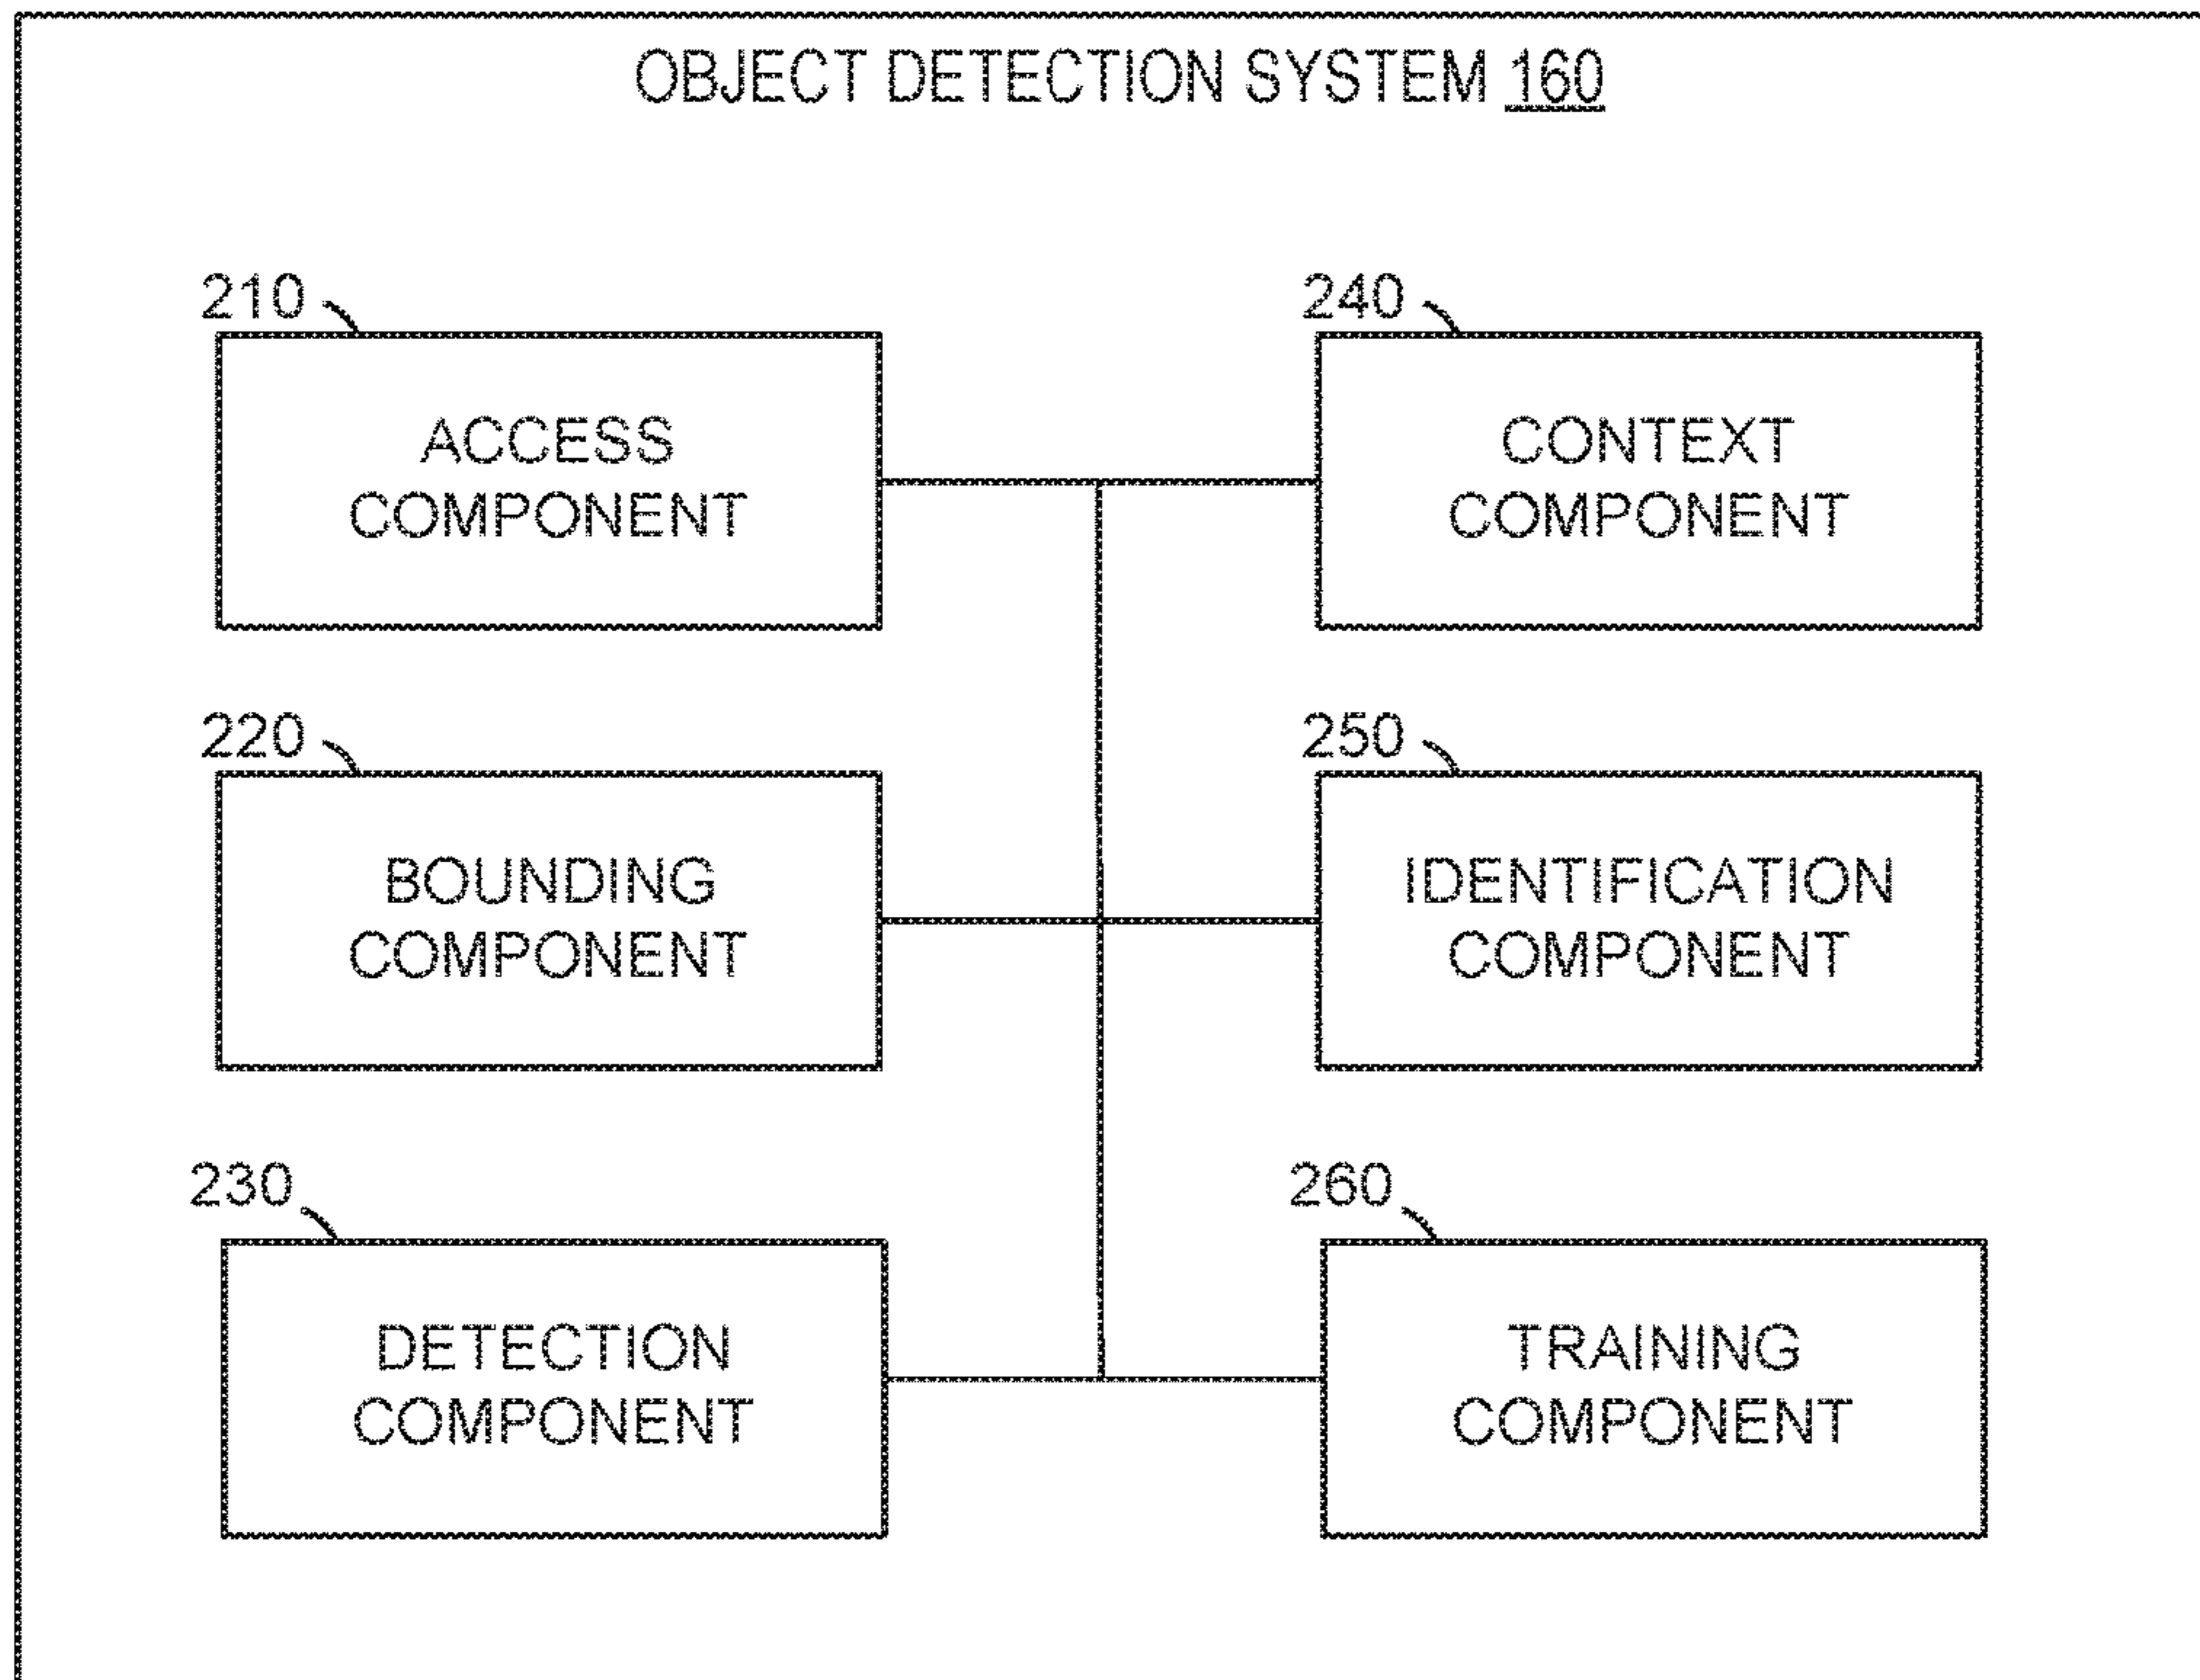 OBJECT DETECTION SYSTEM 160
210
ACCESS
COMPONENT
240
CONTEXT
COMPONENT
220
BOUNDING
COMPONENT
250
IDENTIFICATION
COMPONENT
230
DETECTION
COMPONENT
260
TRAINING
COMPONENT